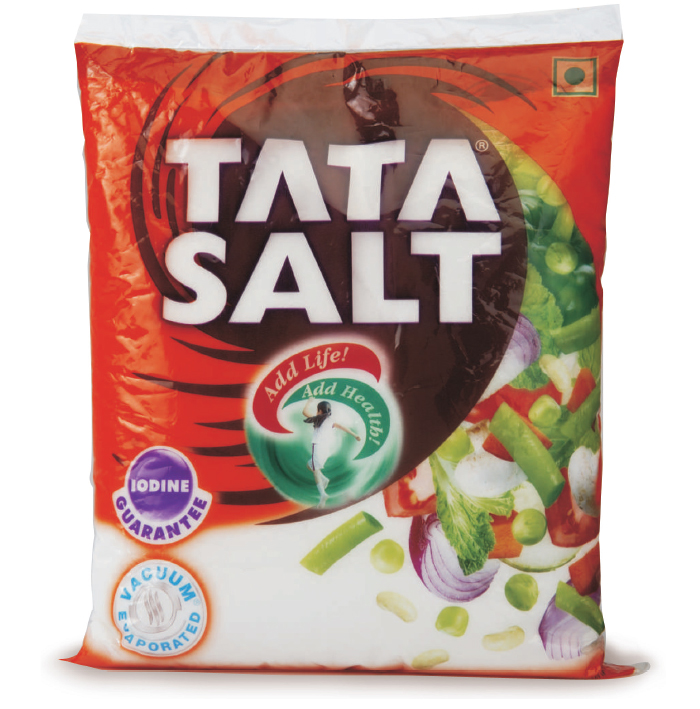 TATA®
SALT
Add Life!
Add Health!
IODINE
GUARANTEE
VACUUM
EVAPORATED